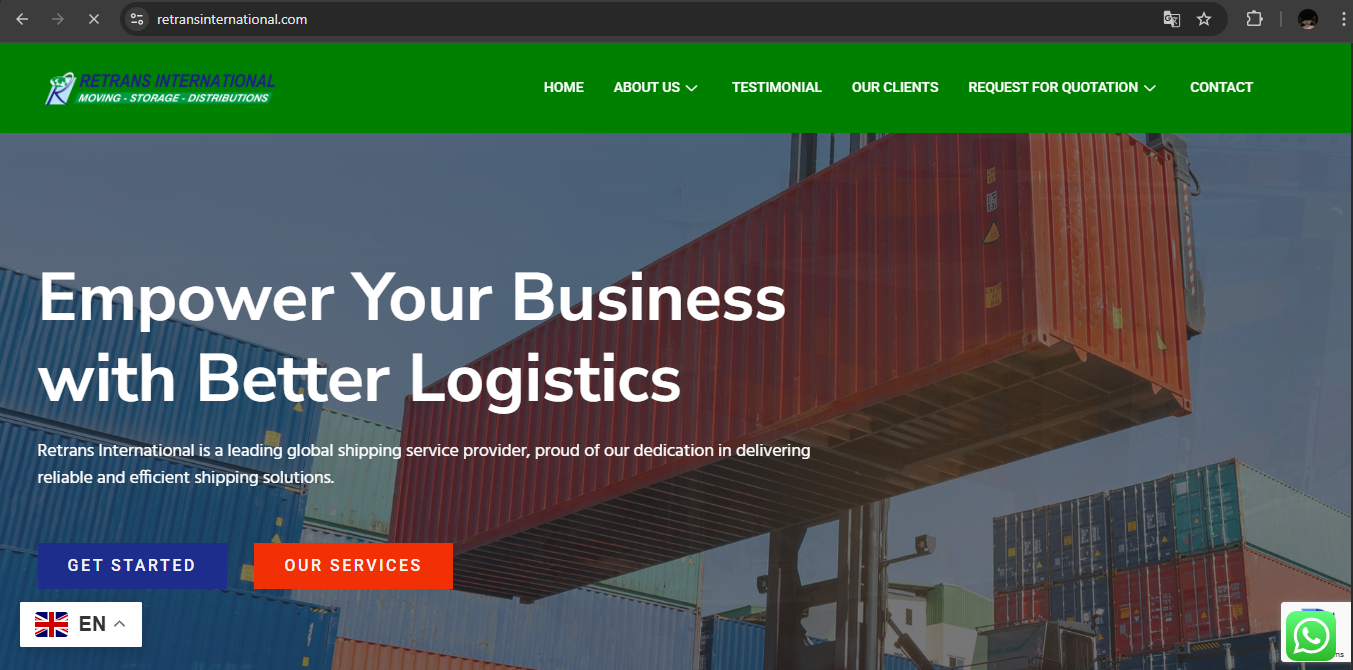 retransinternational.com
RETRANS INTERNATIONAL
MOVING - STORAGE - DISTRIBUTIONS
HOME
ABOUT US
TESTIMONIAL
OUR CLIENTS
REQUEST FOR QUOTATION
CONTACT
Empower Your Business
with Better Logistics
Retrans International is a leading global shipping service provider, proud of our dedication in delivering
reliable and efficient shipping solutions.
GET STARTED
OUR SERVICES
EN